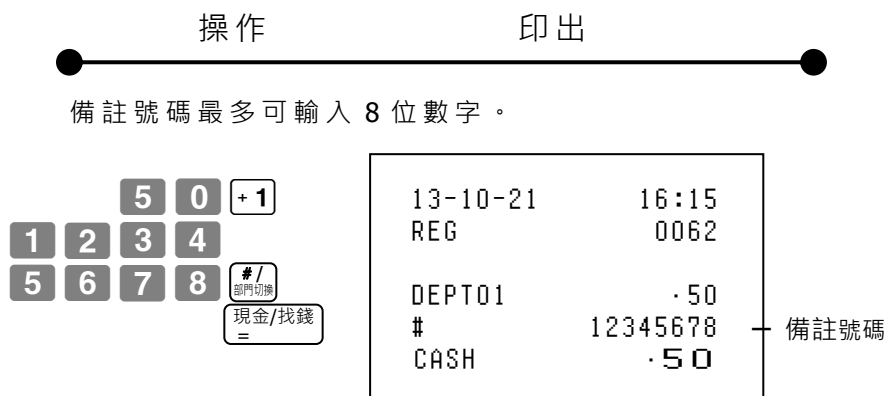 操作 印出
備註號碼最多可輸入 8 位數字。
5 0 + 1
1 2 3 4
5 6 7 8 #/ 部門切換
現金/找錢 =
13-10-21 16:15
REG 0062
DEPT01 ·50
# 12345678 備註號碼
CASH ·50